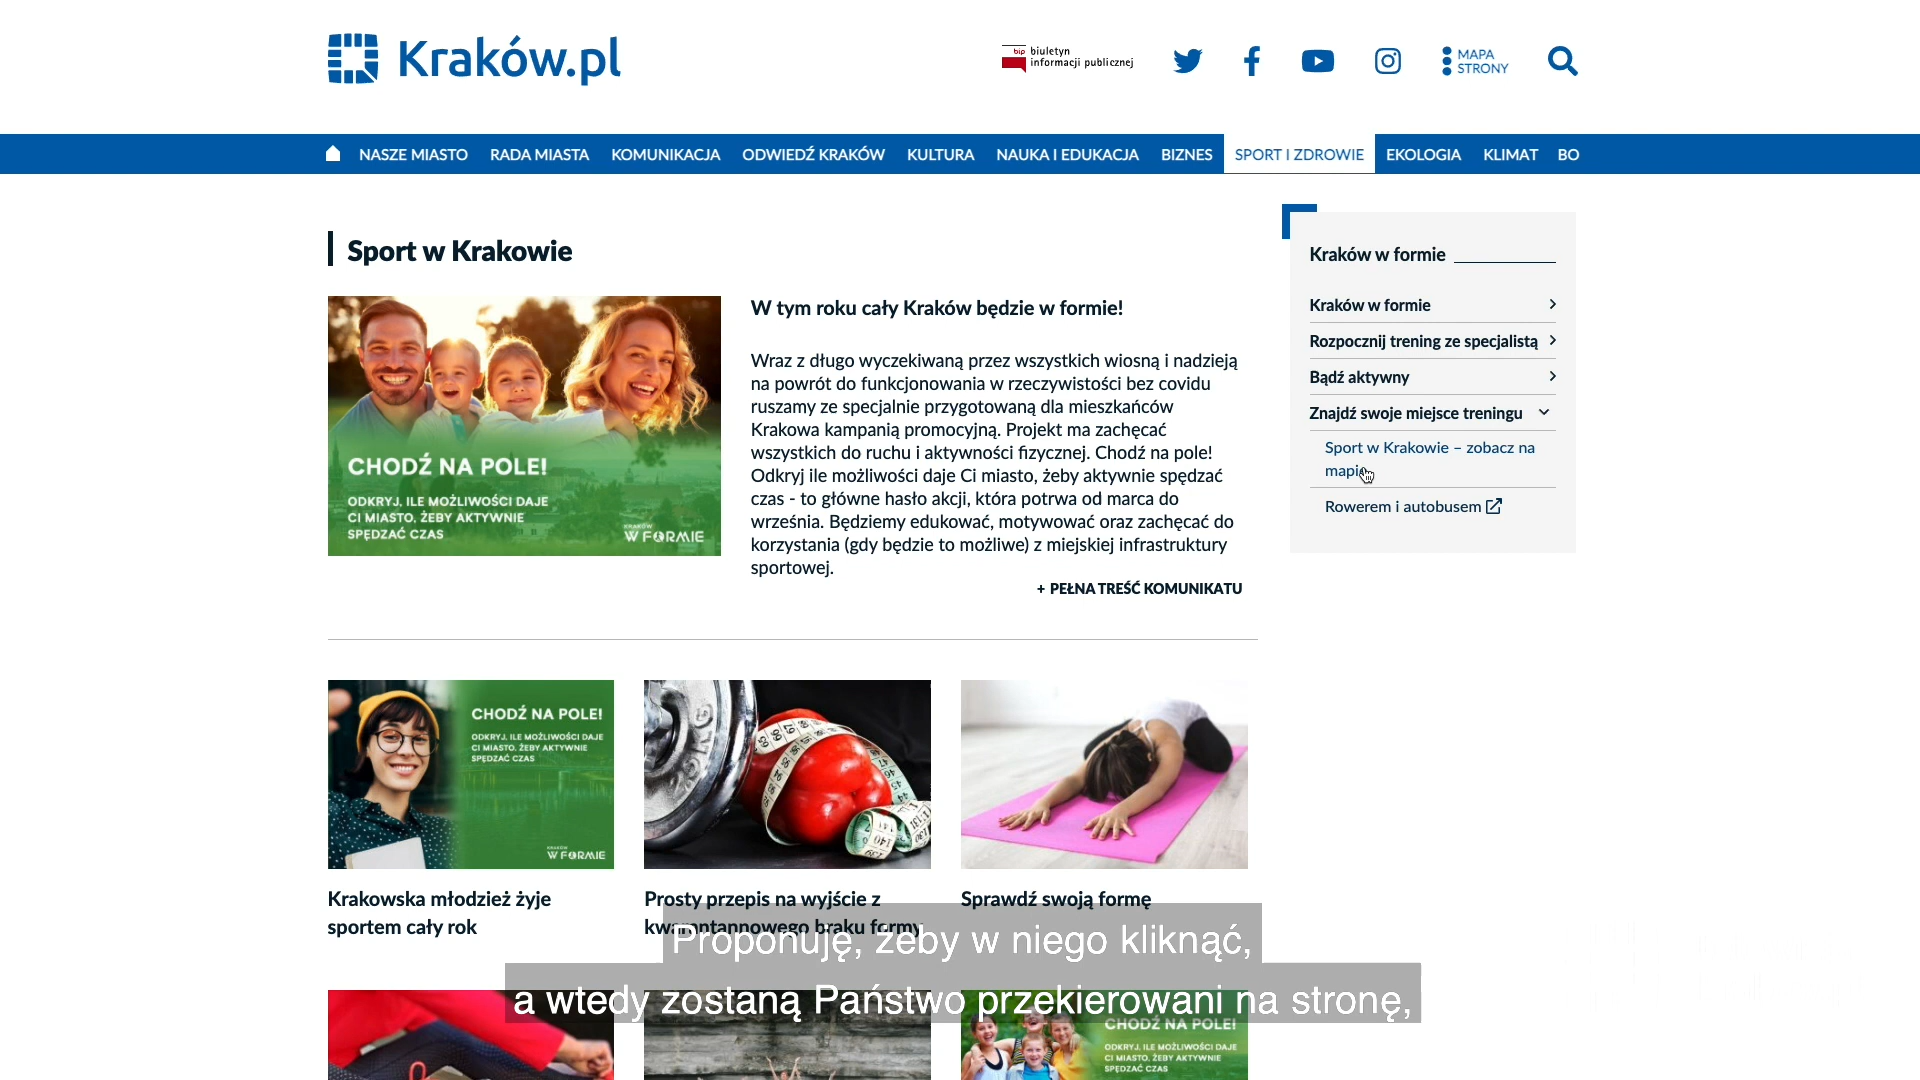 Kraków.pl
bip biuletyn
informacji publicznej
MAPA
STRONY
NASZE MIASTO RADA MIASTA KOMUNIKACJA ODWIEDŹ KRAKÓW KULTURA NAUKA I EDUKACJA BIZNES SPORT I ZDROWIE EKOLOGIA KLIMAT BO
Sport w Krakowie
CHODŹ NA POLE!
ODKRYJ, ILE MOŻLIWOŚCI DAJE
CI MIASTO, ŻEBY AKTYWNIE
SPĘDZAĆ CZAS
KRAKÓW
W FORMIE
W tym roku cały Kraków będzie w formie!
Wraz z długo wyczekiwaną przez wszystkich wiosną i nadzieją
na powrót do funkcjonowania w rzeczywistości bez covidu
ruszamy ze specjalnie przygotowaną dla mieszkańców
Krakowa kampanią promocyjną. Projekt ma zachęcać
wszystkich do ruchu i aktywności fizycznej. Chodź na pole!
Odkryj ile możliwości daje Ci miasto, żeby aktywnie spędzać
czas - to główne hasło akcji, która potrwa od marca do
września. Będziemy edukować, motywować oraz zachęcać do
korzystania (gdy będzie to możliwe) z miejskiej infrastruktury
sportowej.
+ PEŁNA TREŚĆ KOMUNIKATU
Kraków w formie
Kraków w formie
Rozpocznij trening ze specjalistą
Bądź aktywny
Znajdź swoje miejsce treningu
Sport w Krakowie – zobacz na
mapie
Rowerem i autobusem
CHODŹ NA POLE!
ODKRYJ, ILE MOŻLIWOŚCI DAJE
CI MIASTO, ŻEBY AKTYWNIE
SPĘDZAĆ CZAS
KRAKÓW
W FORMIE
Krakowska młodzież żyje
sportem cały rok
Prosty przepis na wyjście z
kwarantannowego braku formy
Sprawdź swoją formę
Proponuję, żeby w niego kliknąć,
a wtedy zostaną Państwo przekierowani na stronę,
CHODŹ NA POLE!
ODKRYJ, ILE MOŻLIWOŚCI DAJE
CI MIASTO, ŻEBY AKTYWNIE
SPĘDZAĆ CZAS